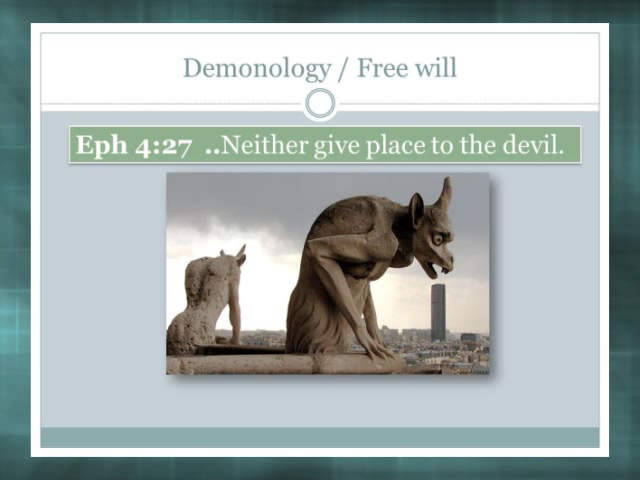 Demonology / Free will
Eph 4:27 ..Neither give place to the devil.